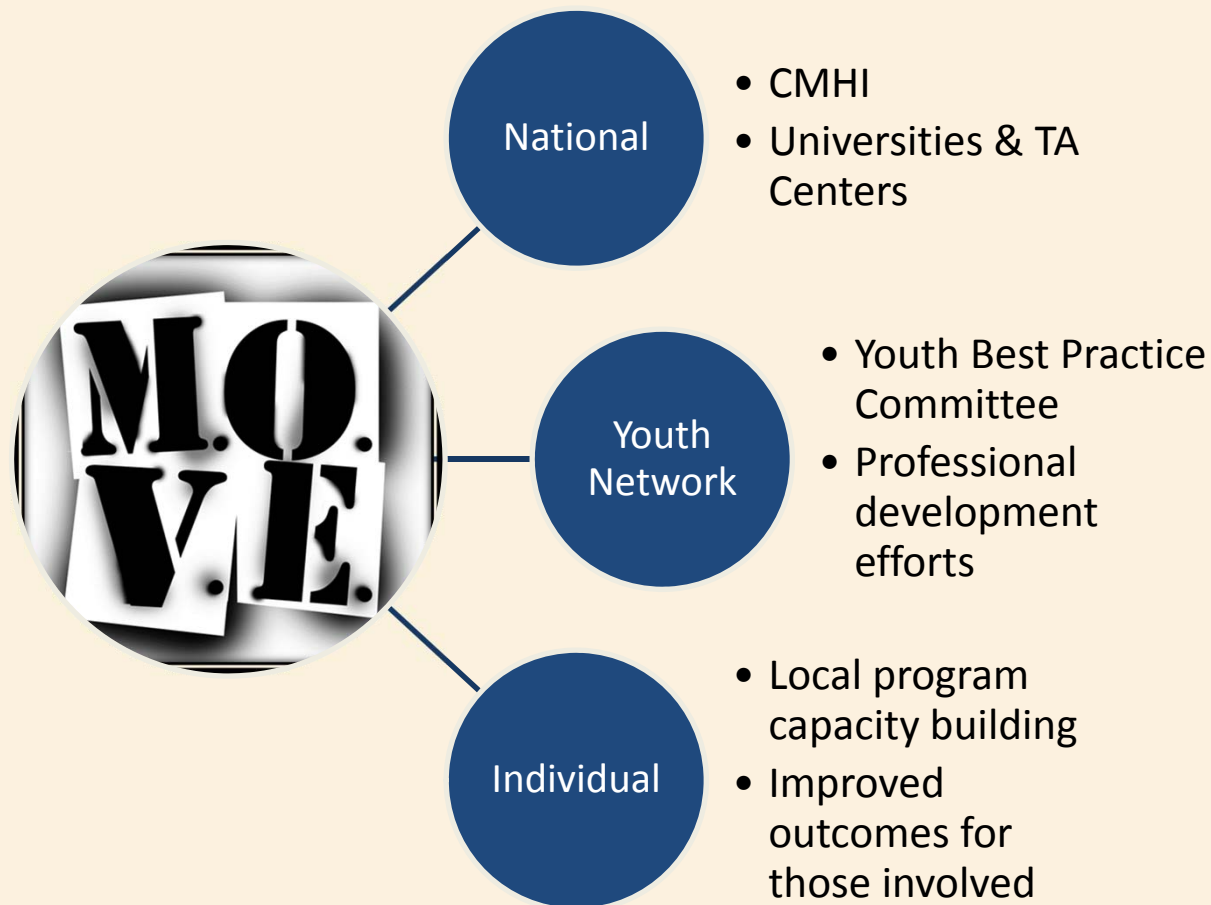 National
• CMHI
• Universities & TA
Centers
M.O.
V.E.
Youth
Network
• Youth Best Practice
Committee
• Professional
development
efforts
Individual
• Local program
capacity building
• Improved
outcomes for
those involved